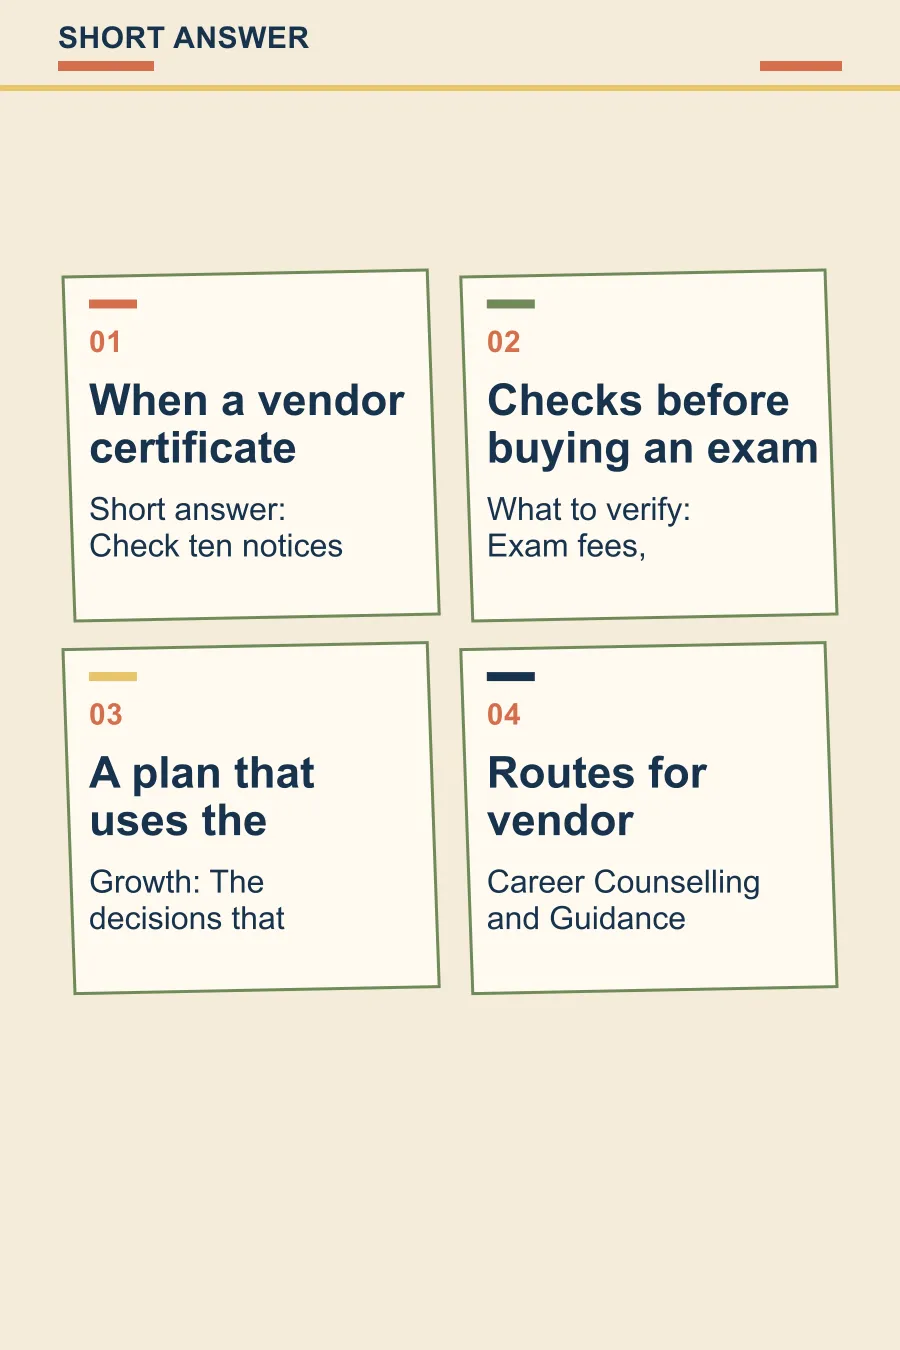 SHORT ANSWER
01
When a vendor
certificate
Short answer:
Check ten notices
02
Checks before
buying an exam
What to verify:
Exam fees,
03
A plan that
uses the
Growth: The
decisions that
04
Routes for
vendor
Career Counselling
and Guidance